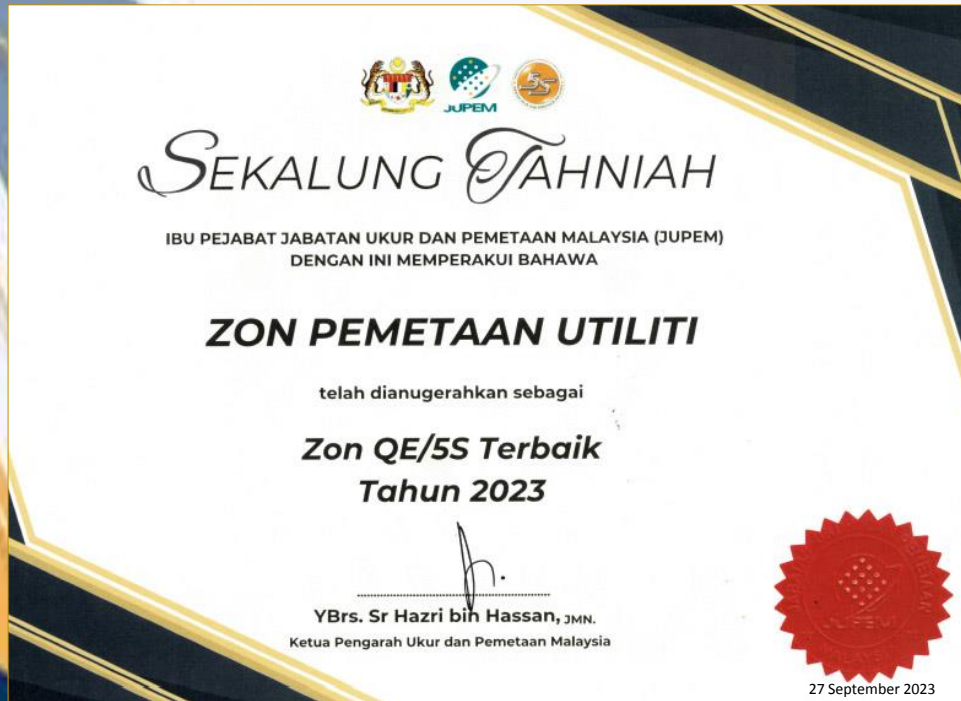 JUPEM
5S
SEKALUNG TAHNIAH
IBU PEJABAT JABATAN UKUR DAN PEMETAAN MALAYSIA (JUPEM)
DENGAN INI MEMPERAKUI BAHAWA
ZON PEMETAAN UTILITI
telah dianugerahkan sebagai
Zon QE/5S Terbaik
Tahun 2023
YBrs. Sr Hazri bin Hassan, JMN.
Ketua Pengarah Ukur dan Pemetaan Malaysia
JUPEM
27 September 2023